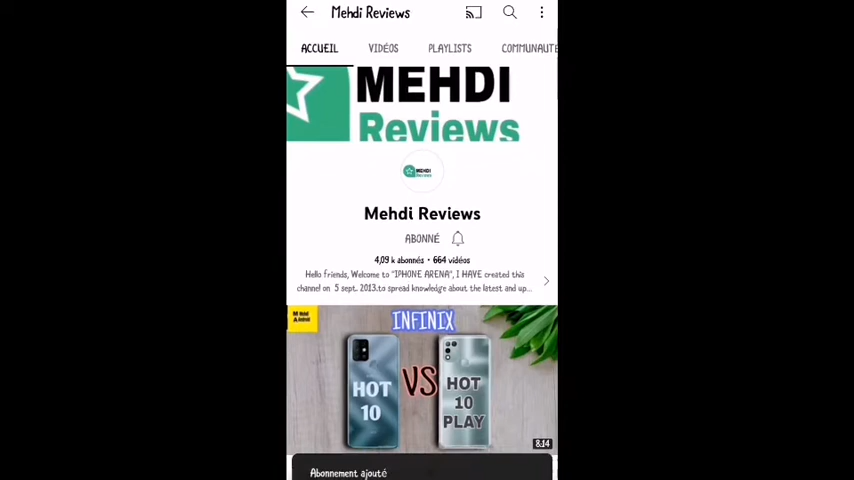 Mehdi Reviews
ACCUEIL VIDÉOS PLAYLISTS COMMUNAUTÉ
MEHDI
Reviews
MEHDI
Reviews
Mehdi Reviews
ABONNÉ
4,09 k abonnés • 664 vidéos
Hello friends, Welcome to "IPHONE ARENA", I HAVE created this
channel on 5 sept. 2013.to spread knowledge about the latest and up...
INFINIX
HOT
10
VS
HOT
10
PLAY
8:14
Abonnement ajouté